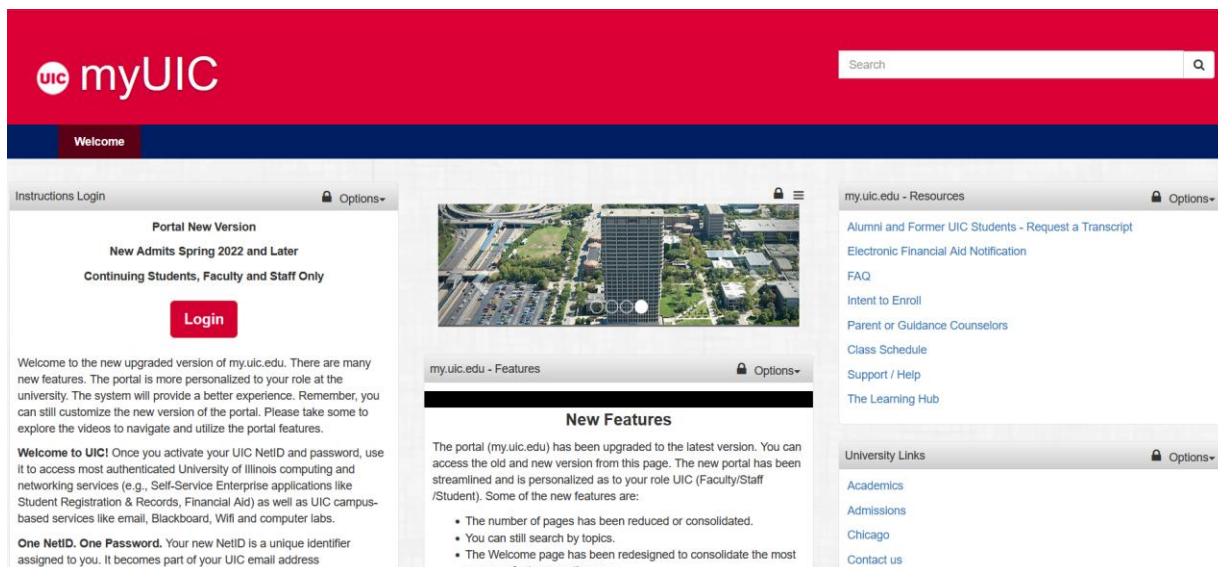 UIC myUIC
Search
Welcome
Instructions Login
Options
Portal New Version
New Admits Spring 2022 and Later
Continuing Students, Faculty and Staff Only
Login
Welcome to the new upgraded version of my.uic.edu. There are many
new features. The portal is more personalized to your role at the
university. The system will provide a better experience. Remember, you
can still customize the new version of the portal. Please take some to
explore the videos to navigate and utilize the portal features.
Welcome to UIC! Once you activate your UIC NetID and password, use
it to access most authenticated University of Illinois computing and
networking services (e.g., Self-Service Enterprise applications like
Student Registration & Records, Financial Aid) as well as UIC campus-
based services like email, Blackboard, Wifi and computer labs.
One NetID. One Password. Your new NetID is a unique identifier
assigned to you. It becomes part of your UIC email address
my.uic.edu - Features
Options
New Features
The portal (my.uic.edu) has been upgraded to the latest version. You can
access the old and new version from this page. The new portal has been
streamlined and is personalized as to your role UIC (Faculty/Staff
/Student). Some of the new features are:
• The number of pages has been reduced or consolidated.
• You can still search by topics.
• The Welcome page has been redesigned to consolidate the most
my.uic.edu - Resources
Options
Alumni and Former UIC Students - Request a Transcript
Electronic Financial Aid Notification
FAQ
Intent to Enroll
Parent or Guidance Counselors
Class Schedule
Support / Help
The Learning Hub
University Links
Options
Academics
Admissions
Chicago
Contact us